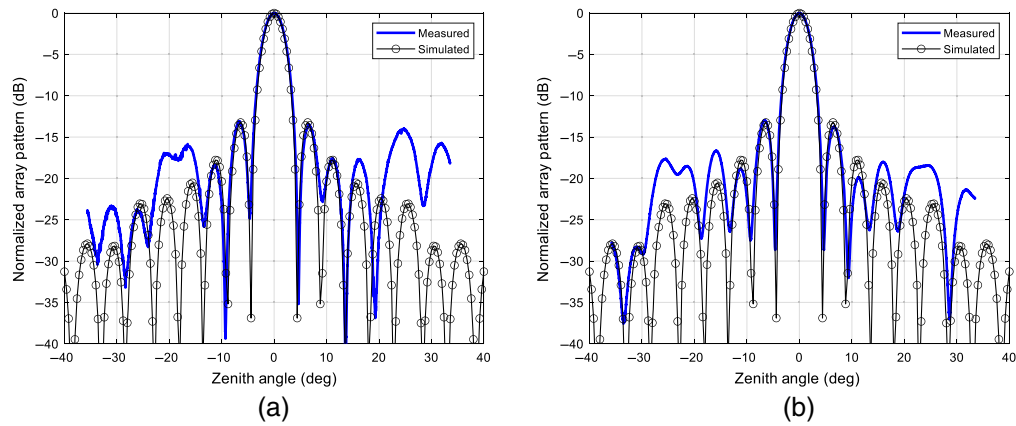 Normalized array pattern (dB)
0
−5
−10
−15
−20
−25
−30
−35
−40
−40 −30 −20 −10 0 10 20 30 40
Zenith angle (deg)
Measured
Simulated
(a)
Normalized array pattern (dB)
0
−5
−10
−15
−20
−25
−30
−35
−40
−40 −30 −20 −10 0 10 20 30 40
Zenith angle (deg)
Measured
Simulated
(b)